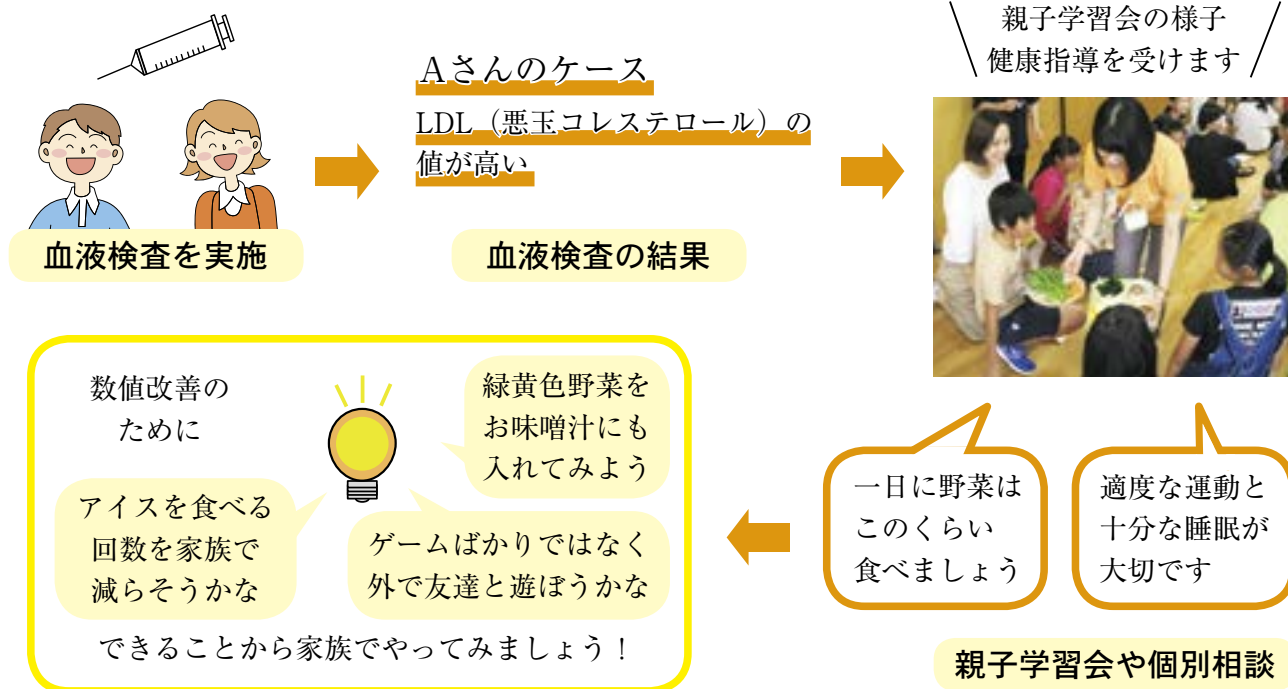 血液検査を実施
Aさんのケース
LDL（悪玉コレステロール）の
値が高い
血液検査の結果
親子学習会の様子
健康指導を受けます
一日に野菜は
このくらい
食べましょう
適度な運動と
十分な睡眠が
大切です
親子学習会や個別相談
数値改善の
ために
緑黄色野菜を
お味噌汁にも
入れてみよう
アイスを食べる
回数を家族で
減らそうかな
ゲームばかりではなく
外で友達と遊ぼうかな
できることから家族でやってみましょう！